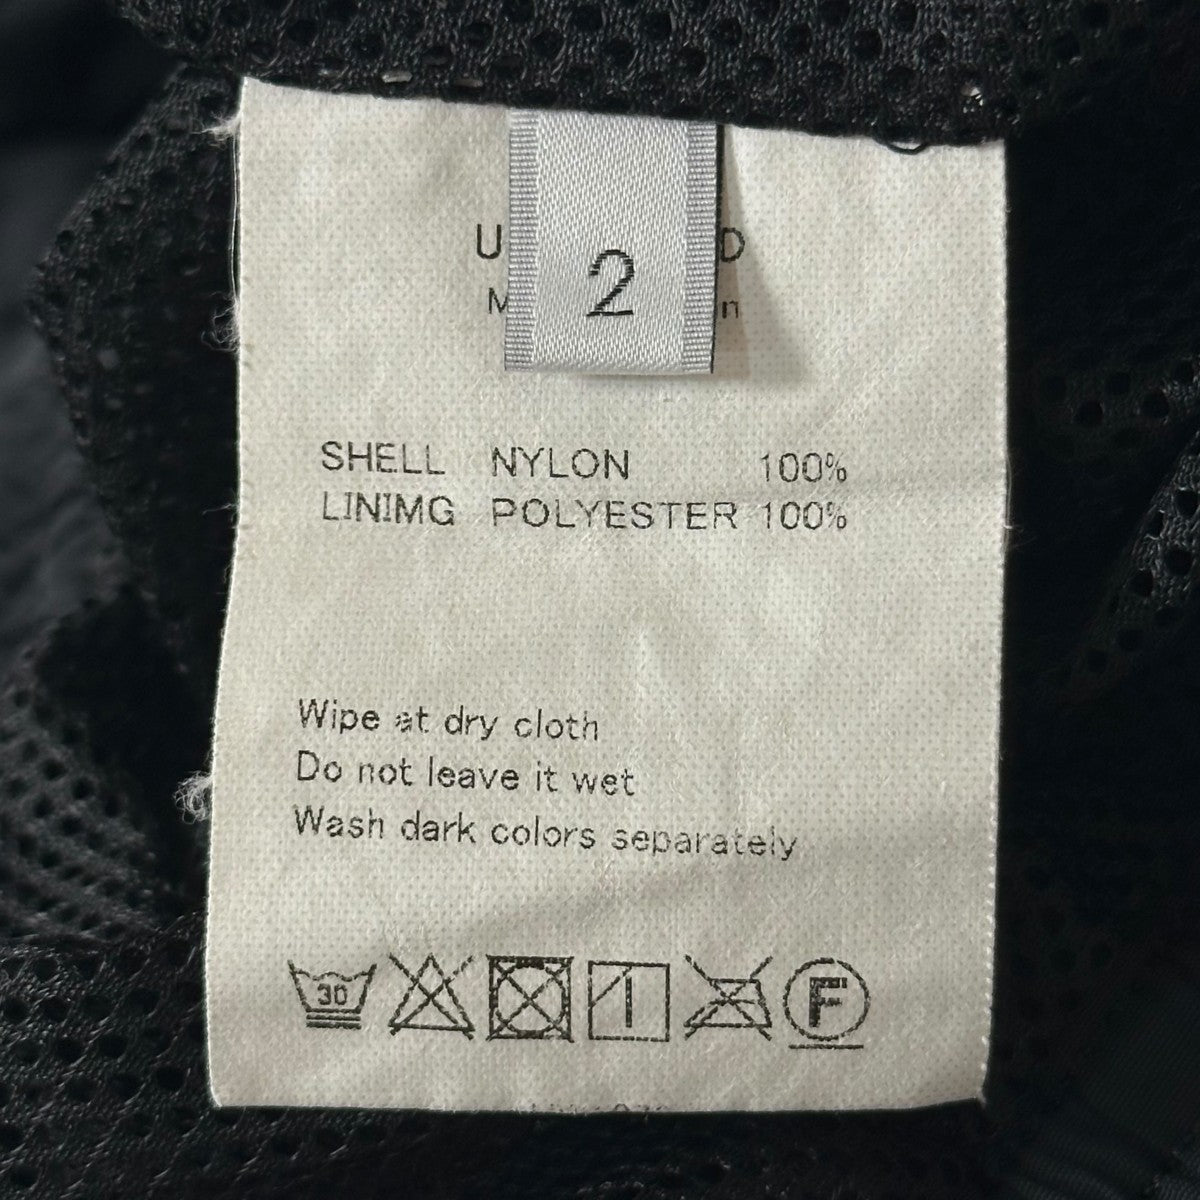 2
SHELL NYLON 100%
LINIMG POLYESTER 100%
Wipe at dry cloth
Do not leave it wet
Wash dark colors separately
30 F